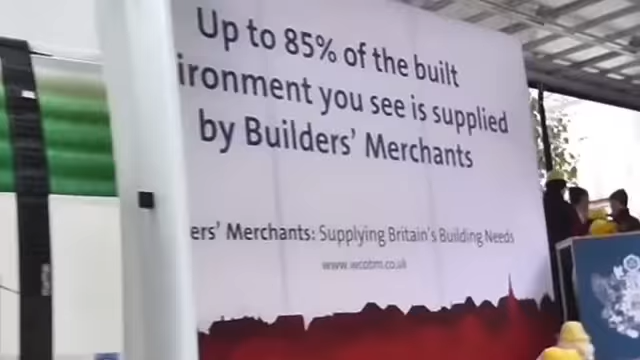 Up to 85% of the built
ironment you see is supplied
by Builders' Merchants
ers' Merchants: Supplying Britain's Building Needs
www.wcobm.co.uk